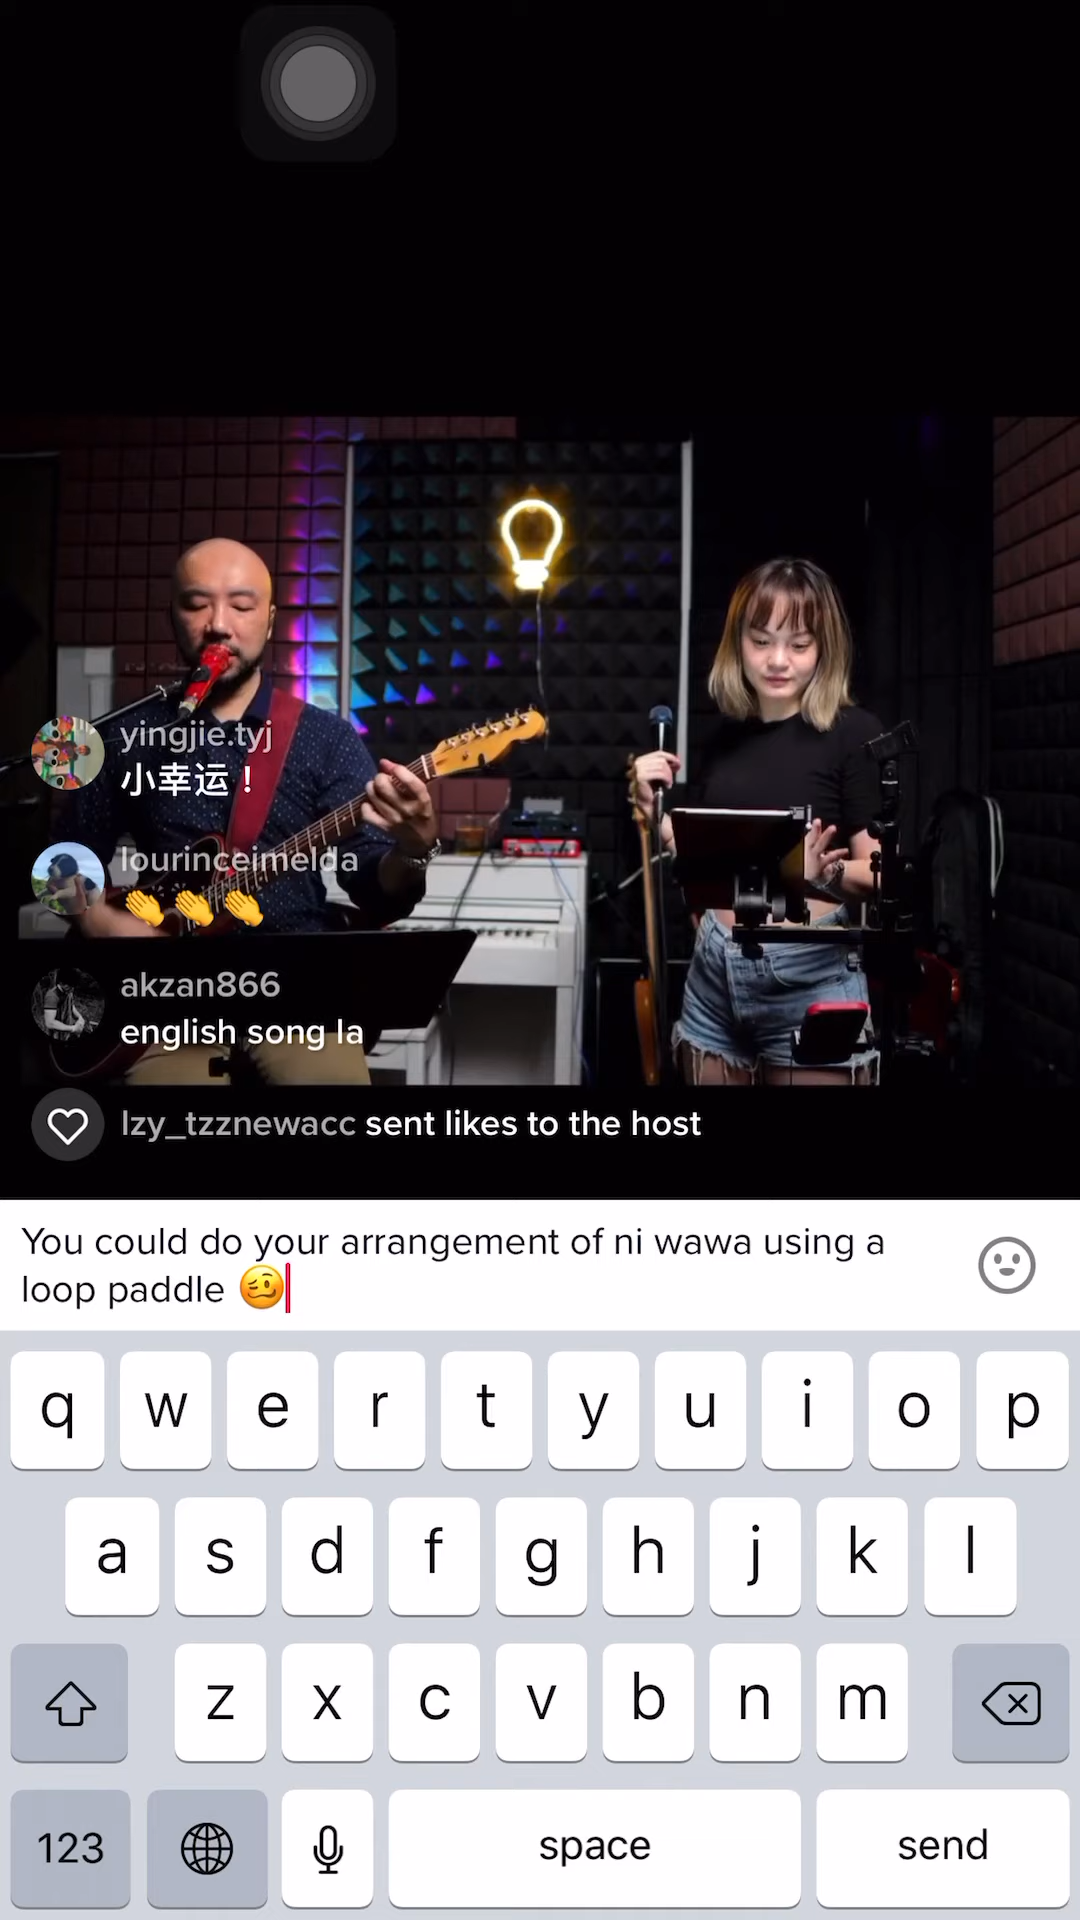 yingjie.tyj
小幸运！
lourinceimelda
👏👏👏
akzan866
english song la
lzy_tzznewacc sent likes to the host
You could do your arrangement of ni wawa using a
loop paddle 🥴
q w e r t y u i o p
a s d f g h j k l
z x c v b n m
123 space send